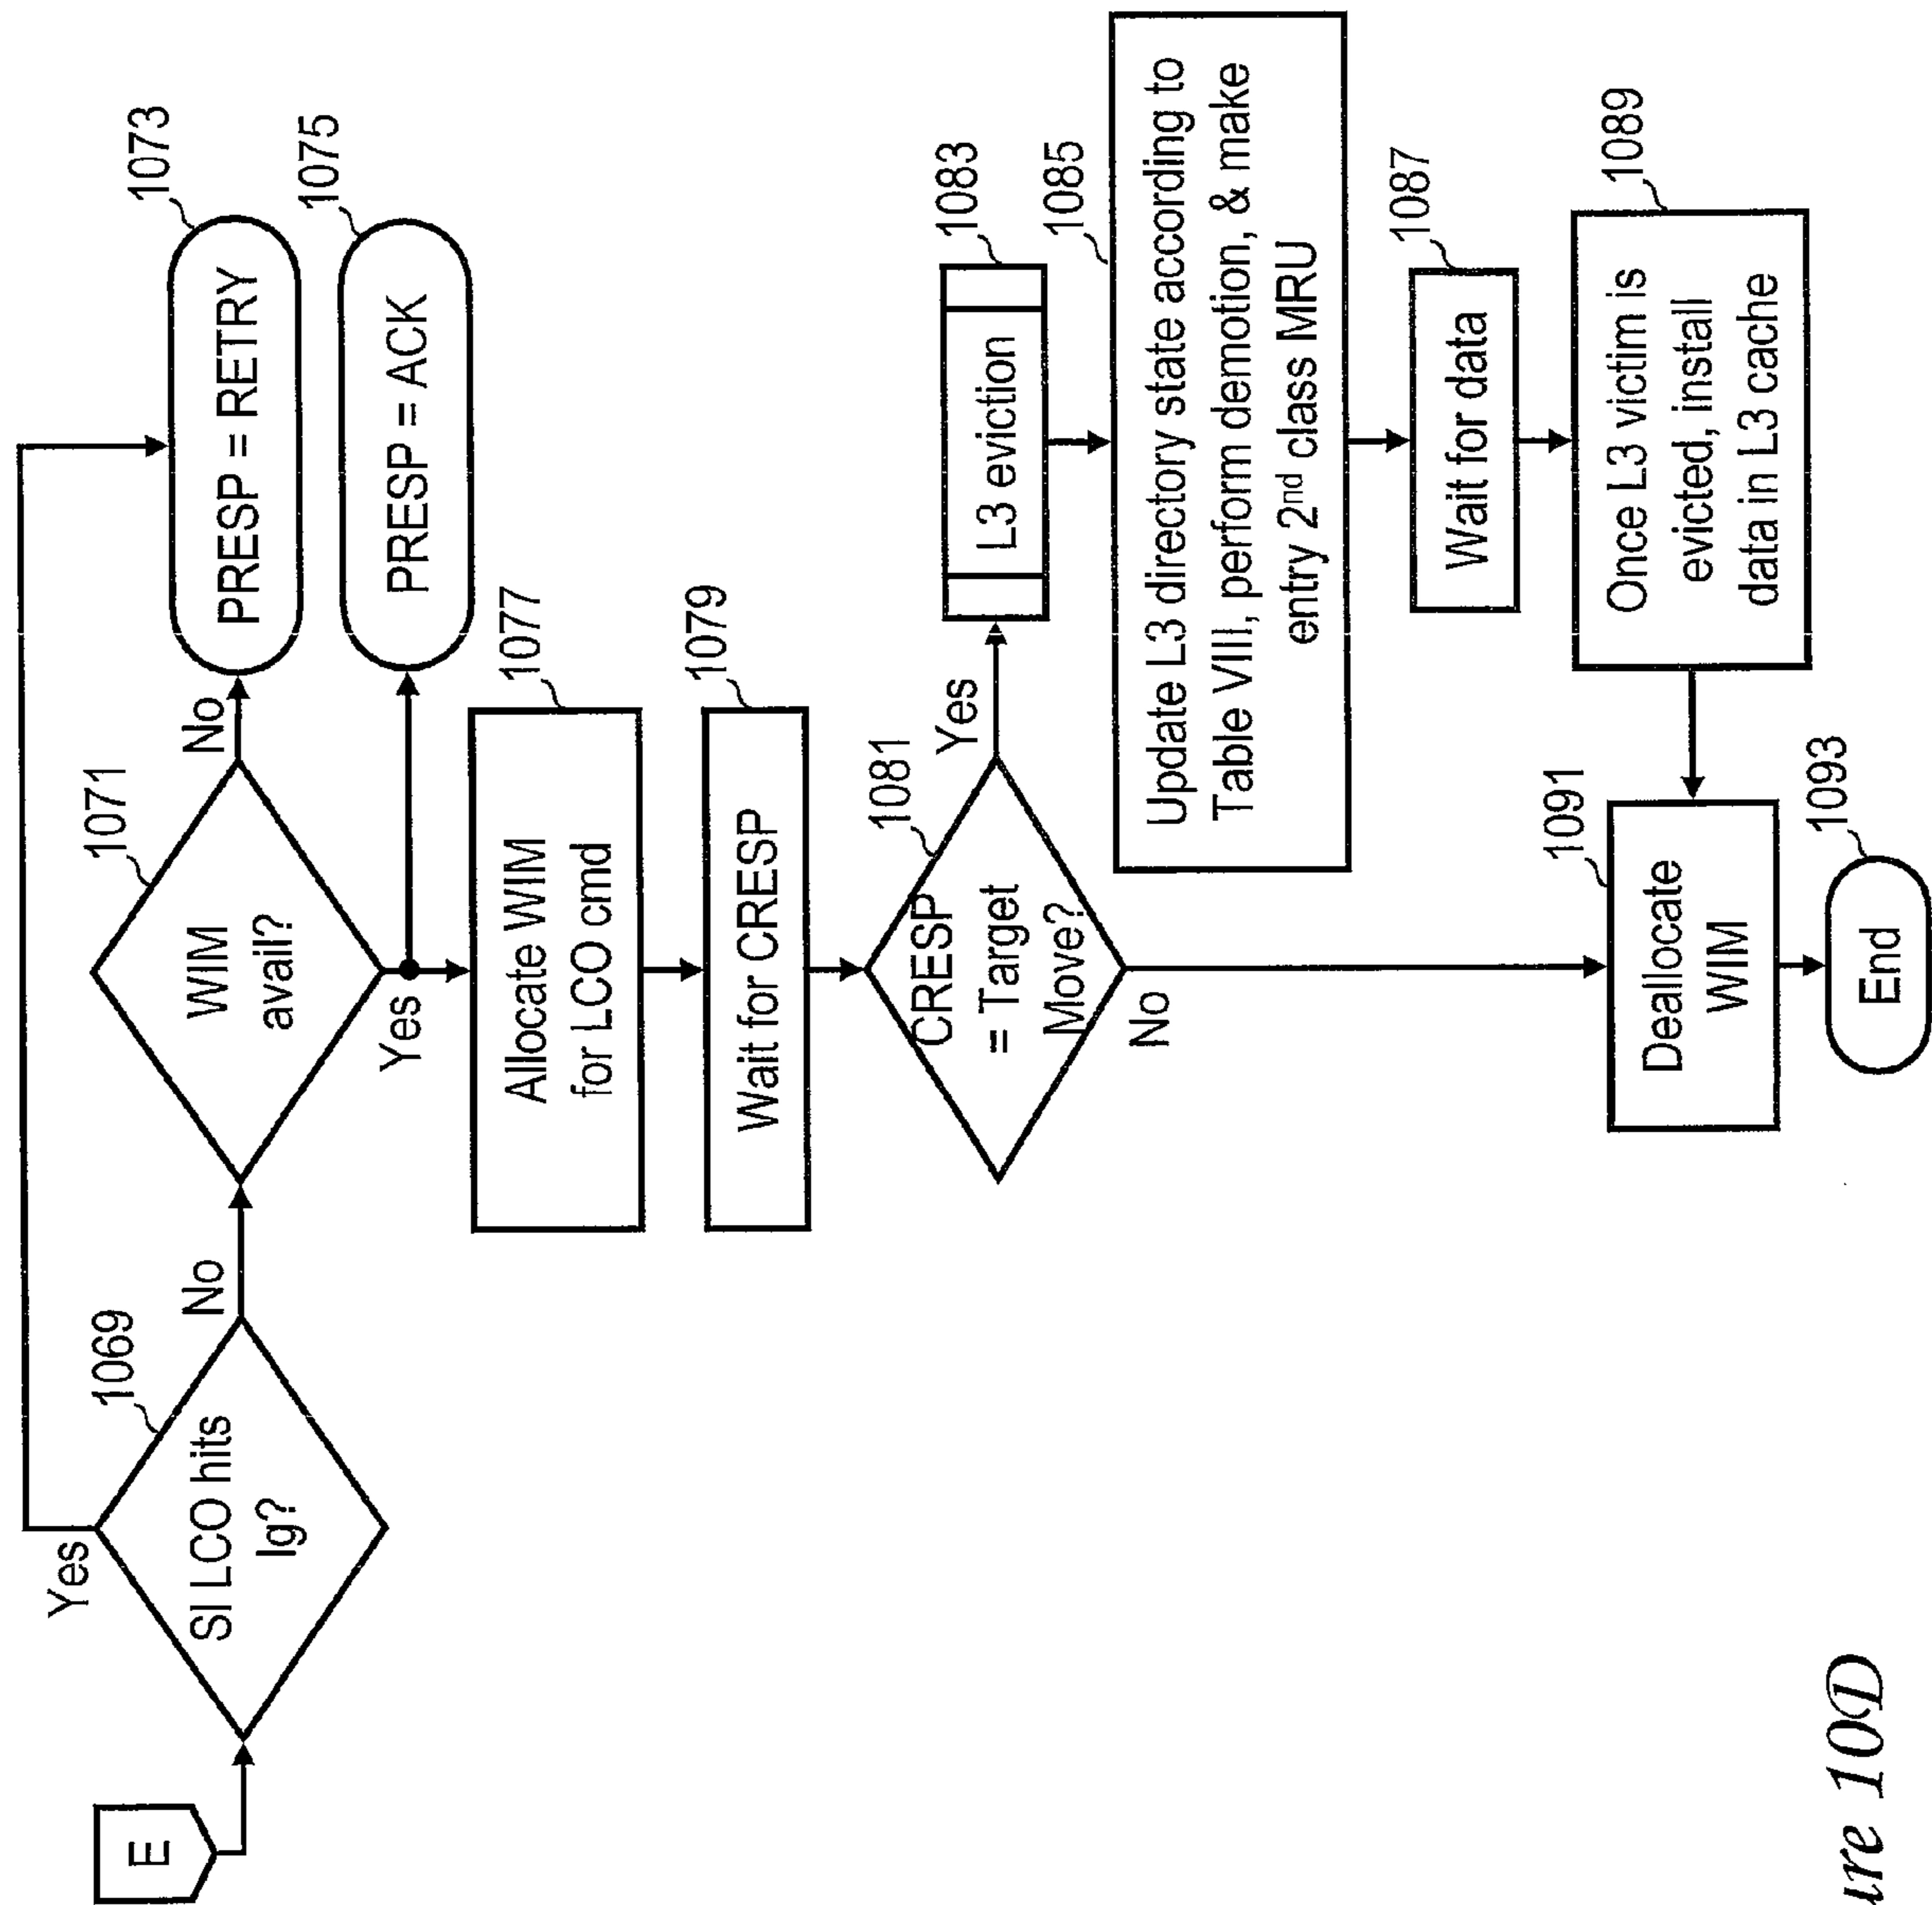 E
SI LCO hits
Ig?
1069
Yes
No
WIM
avail?
1071
No
Yes
PRESP = RETRY
1073
PRESP = ACK
1075
Allocate WIM
for LCO cmd
1077
Wait for CRESP
1079
CRESP
= Target
Move?
1081
Yes
No
L3 eviction
1083
Update L3 directory state according to
Table VIII, perform demotion, & make
entry 2nd class MRU
1085
Wait for data
1087
Once L3 victim is
evicted, install
data in L3 cache
1089
Deallocate
WIM
1091
End
1093
ure 10D